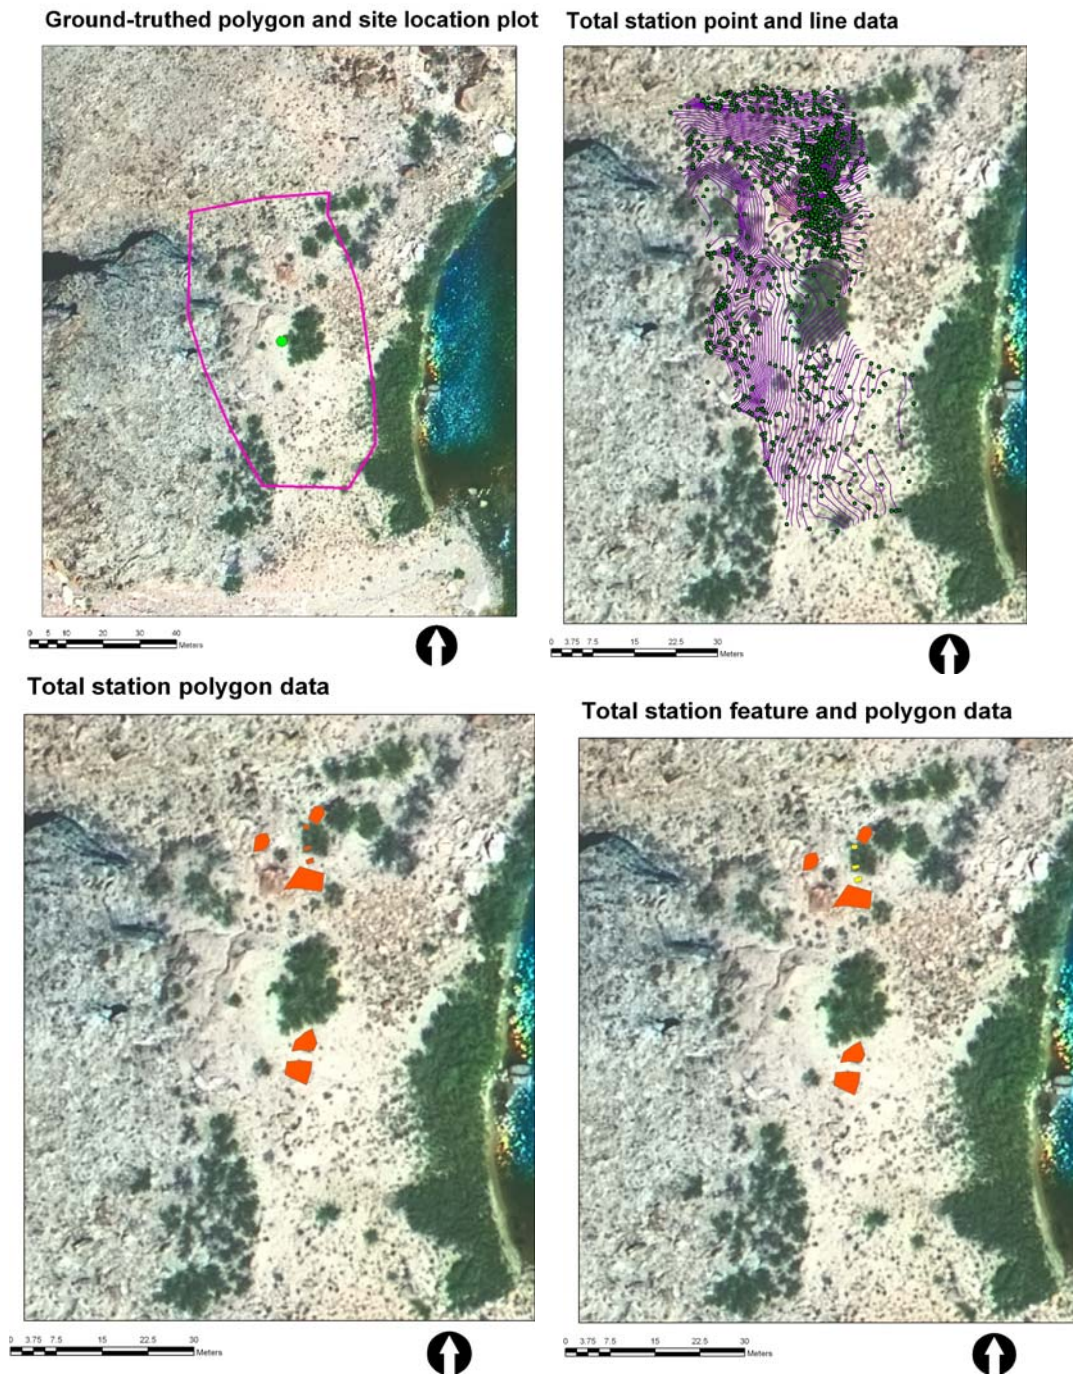 Ground-truthed polygon and site location plot
Total station point and line data
0 5 10 20 30 40
Meters
0 3.75 7.5 15 22.5 30
Meters
Total station polygon data
Total station feature and polygon data
0 3.75 7.5 15 22.5 30
Meters
0 3.75 7.5 15 22.5 30
Meters